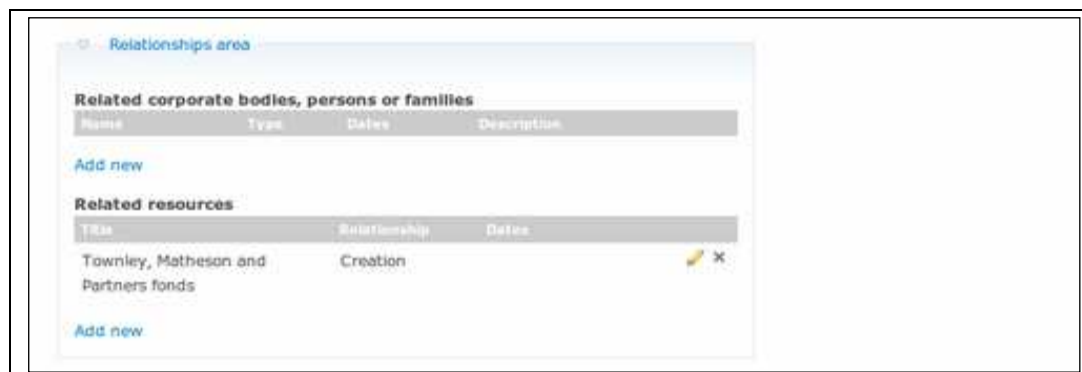 Relationships area
Related corporate bodies, persons or families
Name Type Dates Description
Add new
Related resources
Title Relationship Dates
Townley, Matheson and Creation
Partners fonds
Add new